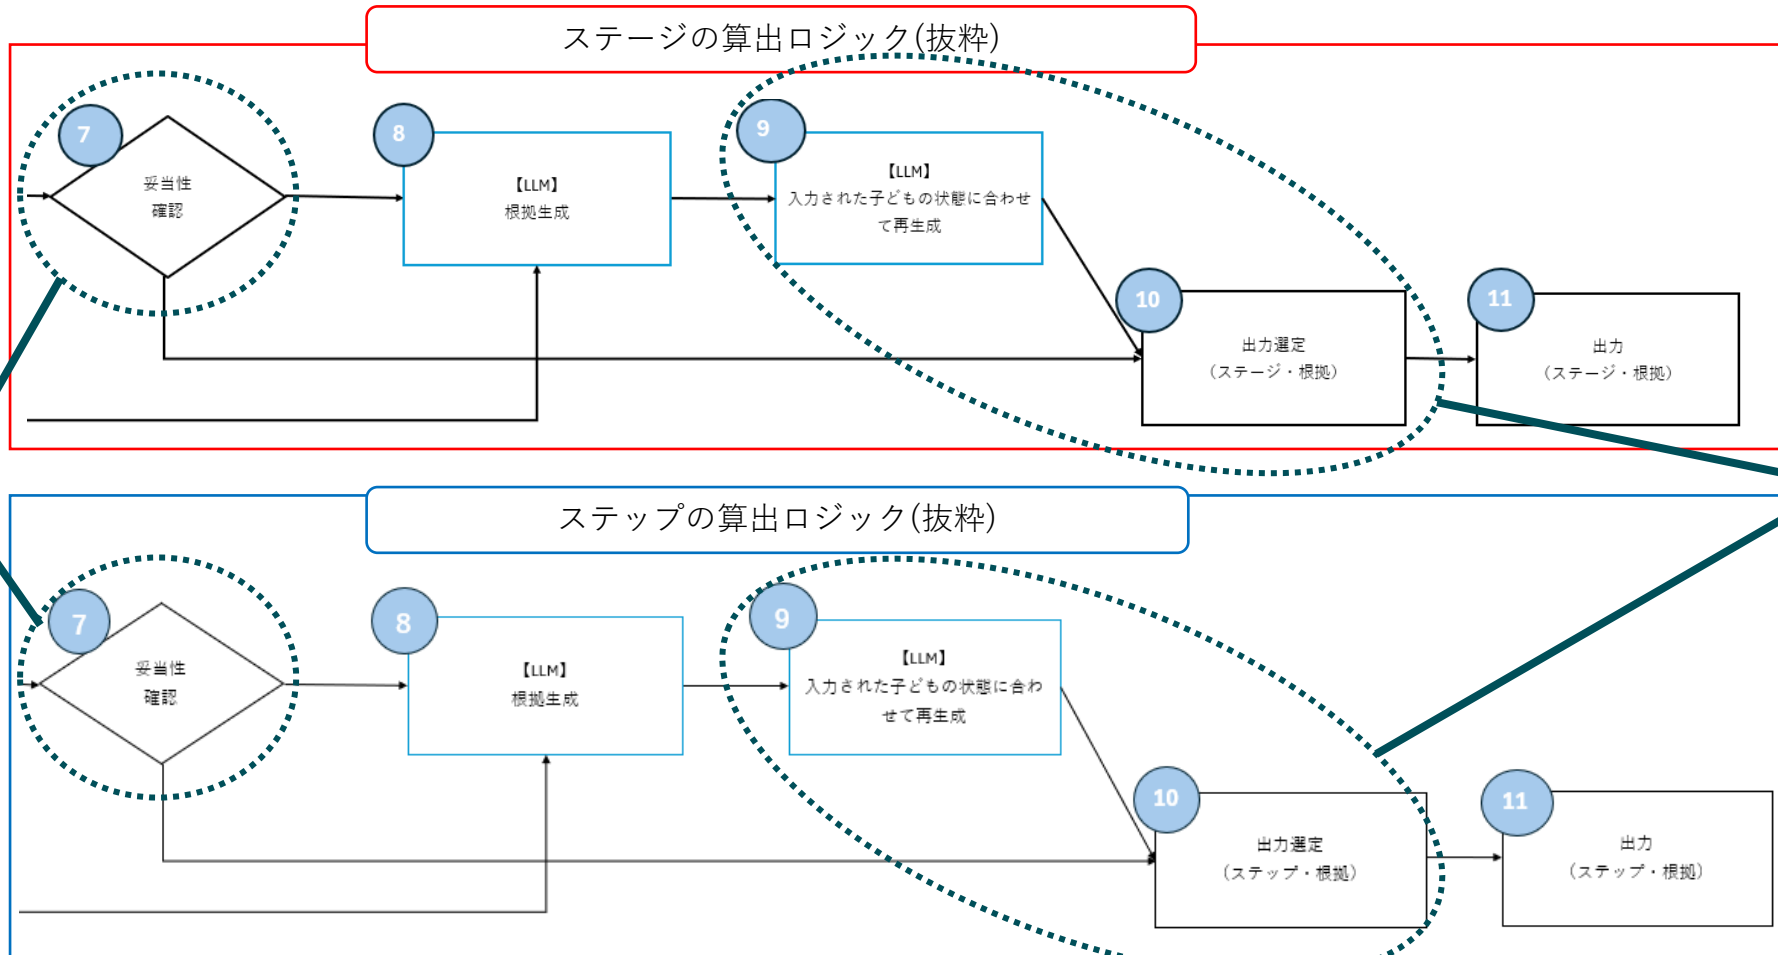 ステージの算出ロジック(抜粋)
7
妥当性
確認
8
【LLM】
根拠生成
9
【LLM】
入力された子どもの状態に合わせ
て再生成
10
出力選定
（ステージ・根拠）
11
出力
（ステージ・根拠）
ステップの算出ロジック(抜粋)
7
妥当性
確認
8
【LLM】
根拠生成
9
【LLM】
入力された子どもの状態に合わ
せて再生成
10
出力選定
（ステップ・根拠）
11
出力
（ステップ・根拠）